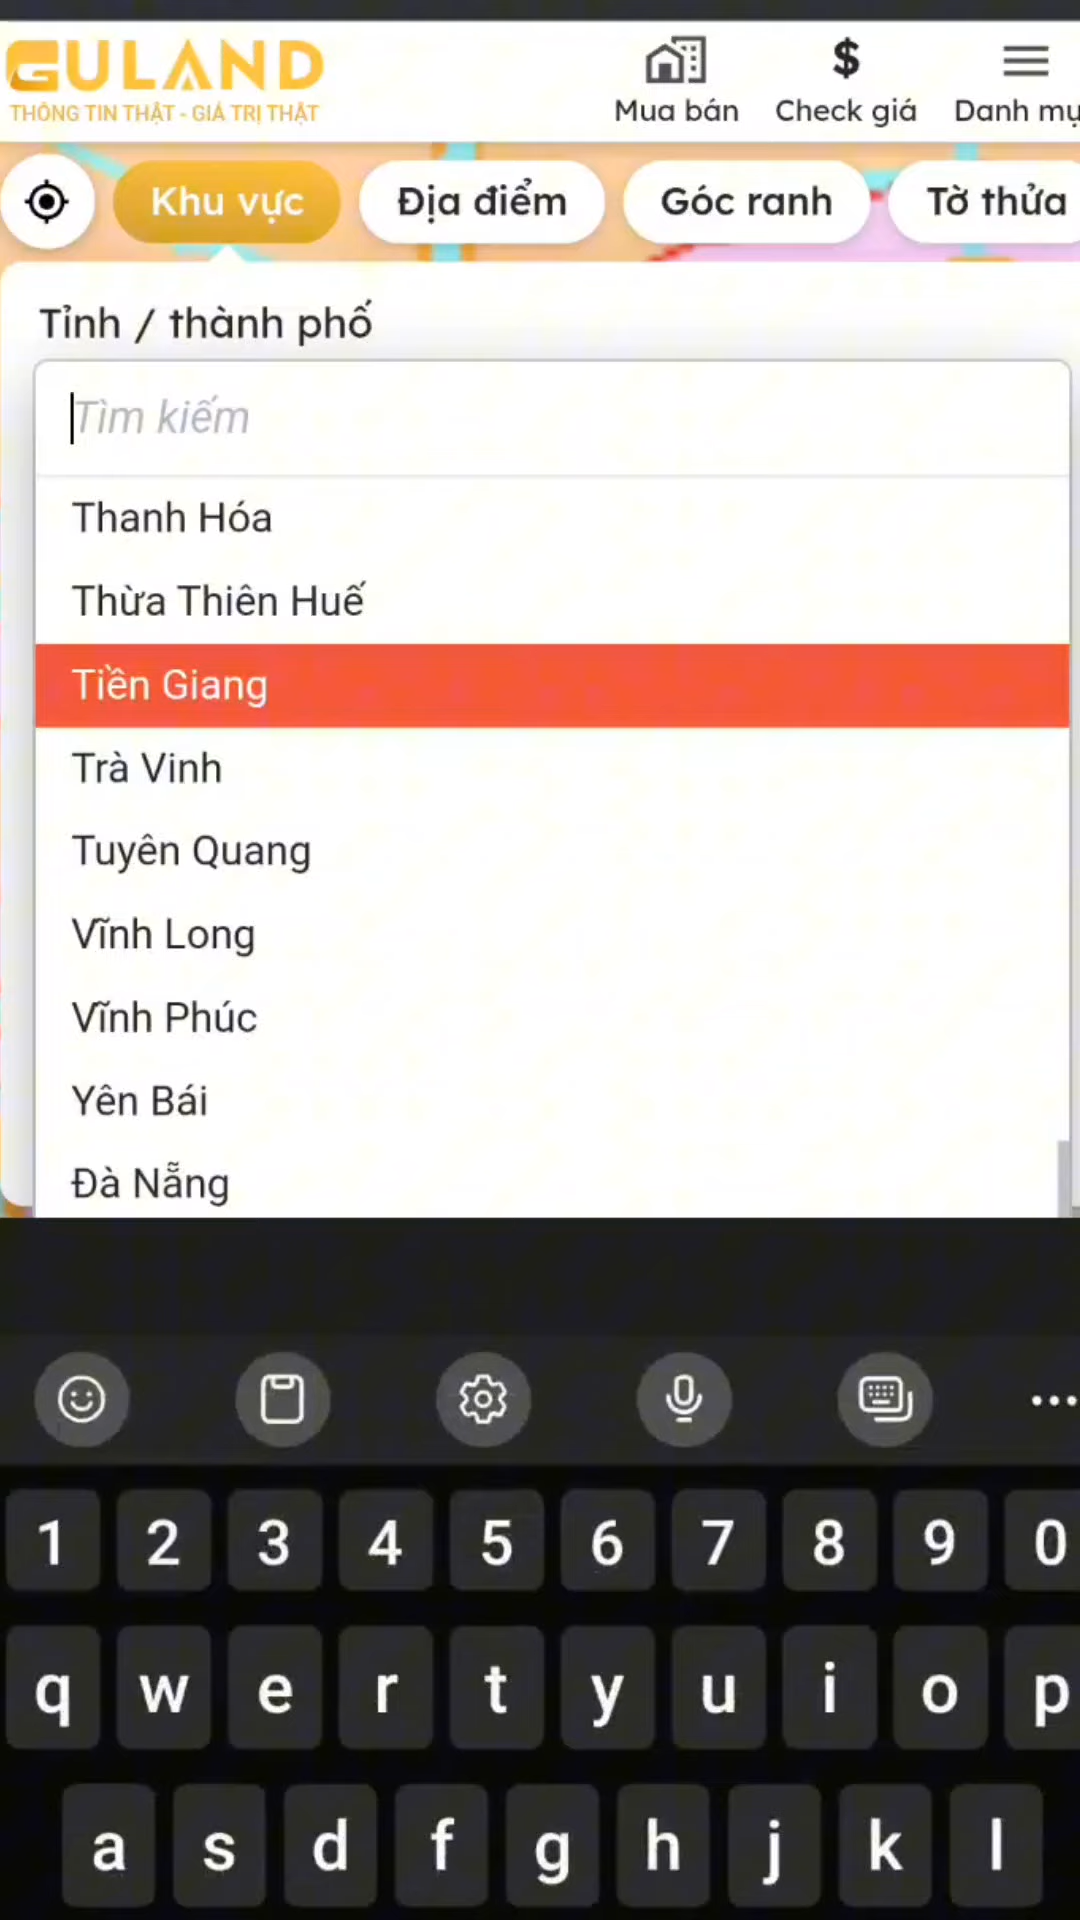 GULAND
THÔNG TIN THẬT - GIÁ TRỊ THẬT
Mua bán
$
Check giá
Danh mụ
Khu vực
Địa điểm
Góc ranh
Tờ thửa
Tỉnh / thành phố
Tìm kiếm
Thanh Hóa
Thừa Thiên Huế
Tiền Giang
Trà Vinh
Tuyên Quang
Vĩnh Long
Vĩnh Phúc
Yên Bái
Đà Nẵng
1 2 3 4 5 6 7 8 9 0
q w e r t y u i o p
a s d f g h j k l